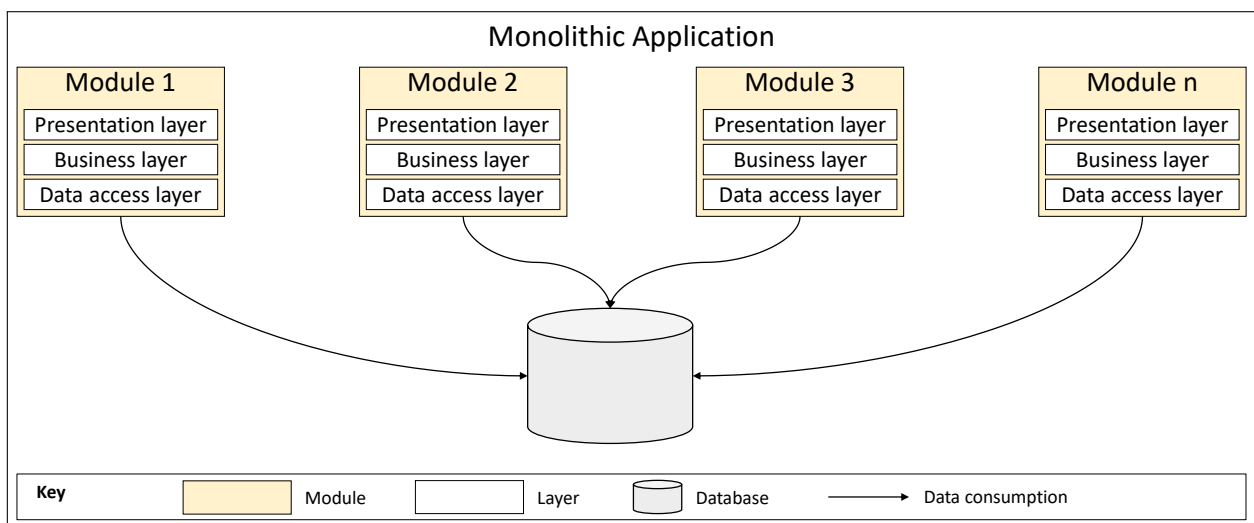 Monolithic Application
Module 1
Presentation layer
Business layer
Data access layer
Module 2
Presentation layer
Business layer
Data access layer
Module 3
Presentation layer
Business layer
Data access layer
Module n
Presentation layer
Business layer
Data access layer
Key
Module
Layer
Database
Data consumption